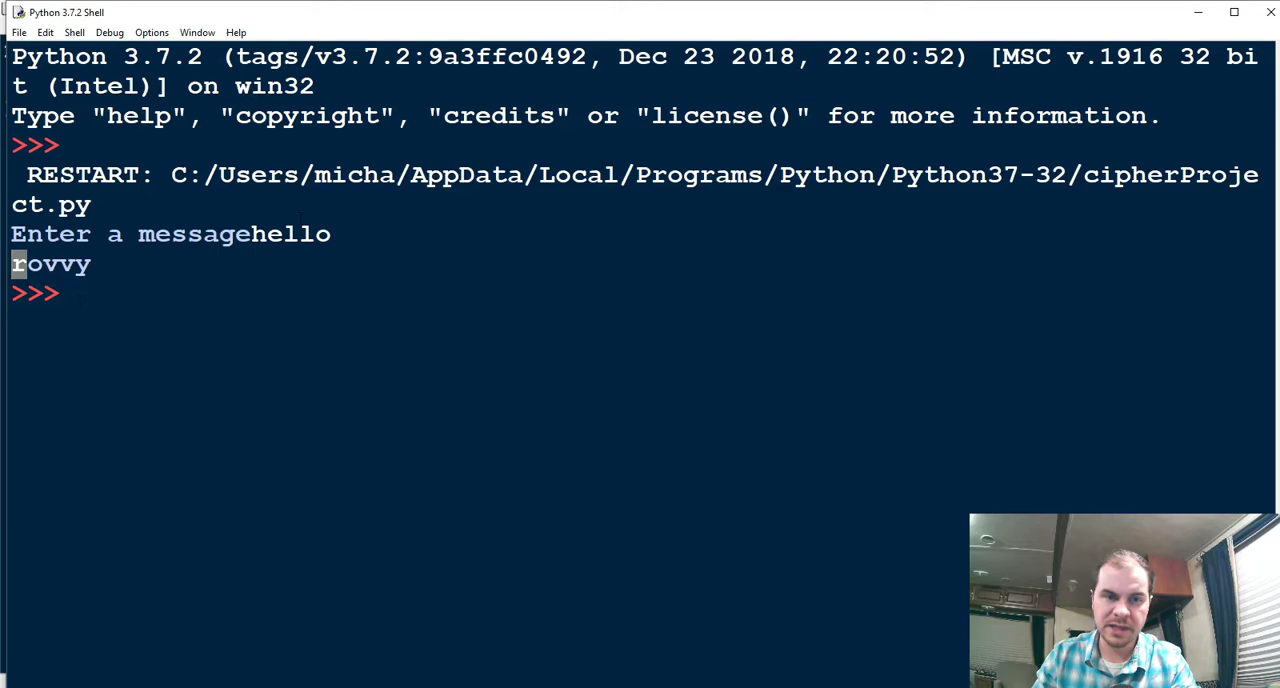 Python 3.7.2 Shell
File Edit Shell Debug Options Window Help
Python 3.7.2 (tags/v3.7.2:9a3ffc0492, Dec 23 2018, 22:20:52) [MSC v.1916 32 bi
t (Intel)] on win32
Type "help", "copyright", "credits" or "license()" for more information.
>>>
RESTART: C:/Users/micha/AppData/Local/Programs/Python/Python37-32/cipherProje
ct.py
Enter a messagehello
rovvy
>>>